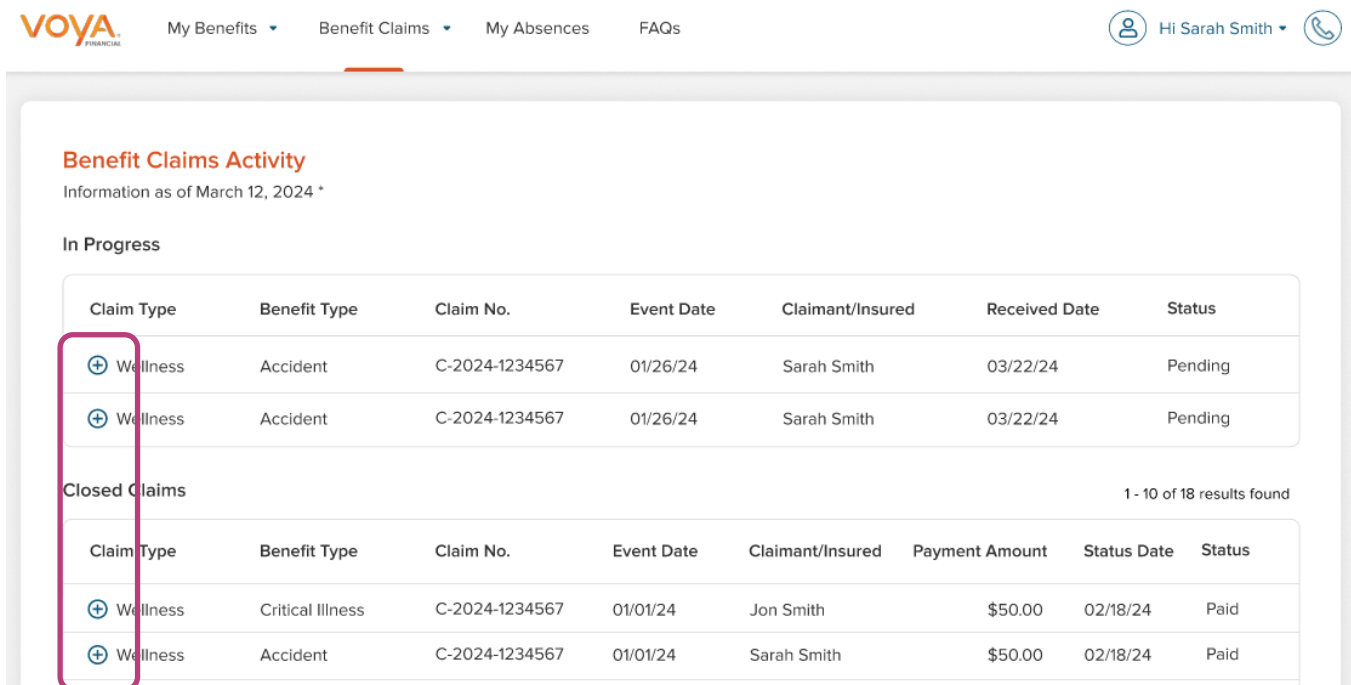 VOYA FINANCIAL
My Benefits Benefit Claims My Absences FAQs Hi Sarah Smith
Benefit Claims Activity
Information as of March 12, 2024 *
In Progress
Claim Type Benefit Type Claim No. Event Date Claimant/Insured Received Date Status
Wellness Accident C-2024-1234567 01/26/24 Sarah Smith 03/22/24 Pending
Wellness Accident C-2024-1234567 01/26/24 Sarah Smith 03/22/24 Pending
Closed Claims 1 - 10 of 18 results found
Claim Type Benefit Type Claim No. Event Date Claimant/Insured Payment Amount Status Date Status
Wellness Critical Illness C-2024-1234567 01/01/24 Jon Smith $50.00 02/18/24 Paid
Wellness Accident C-2024-1234567 01/01/24 Sarah Smith $50.00 02/18/24 Paid